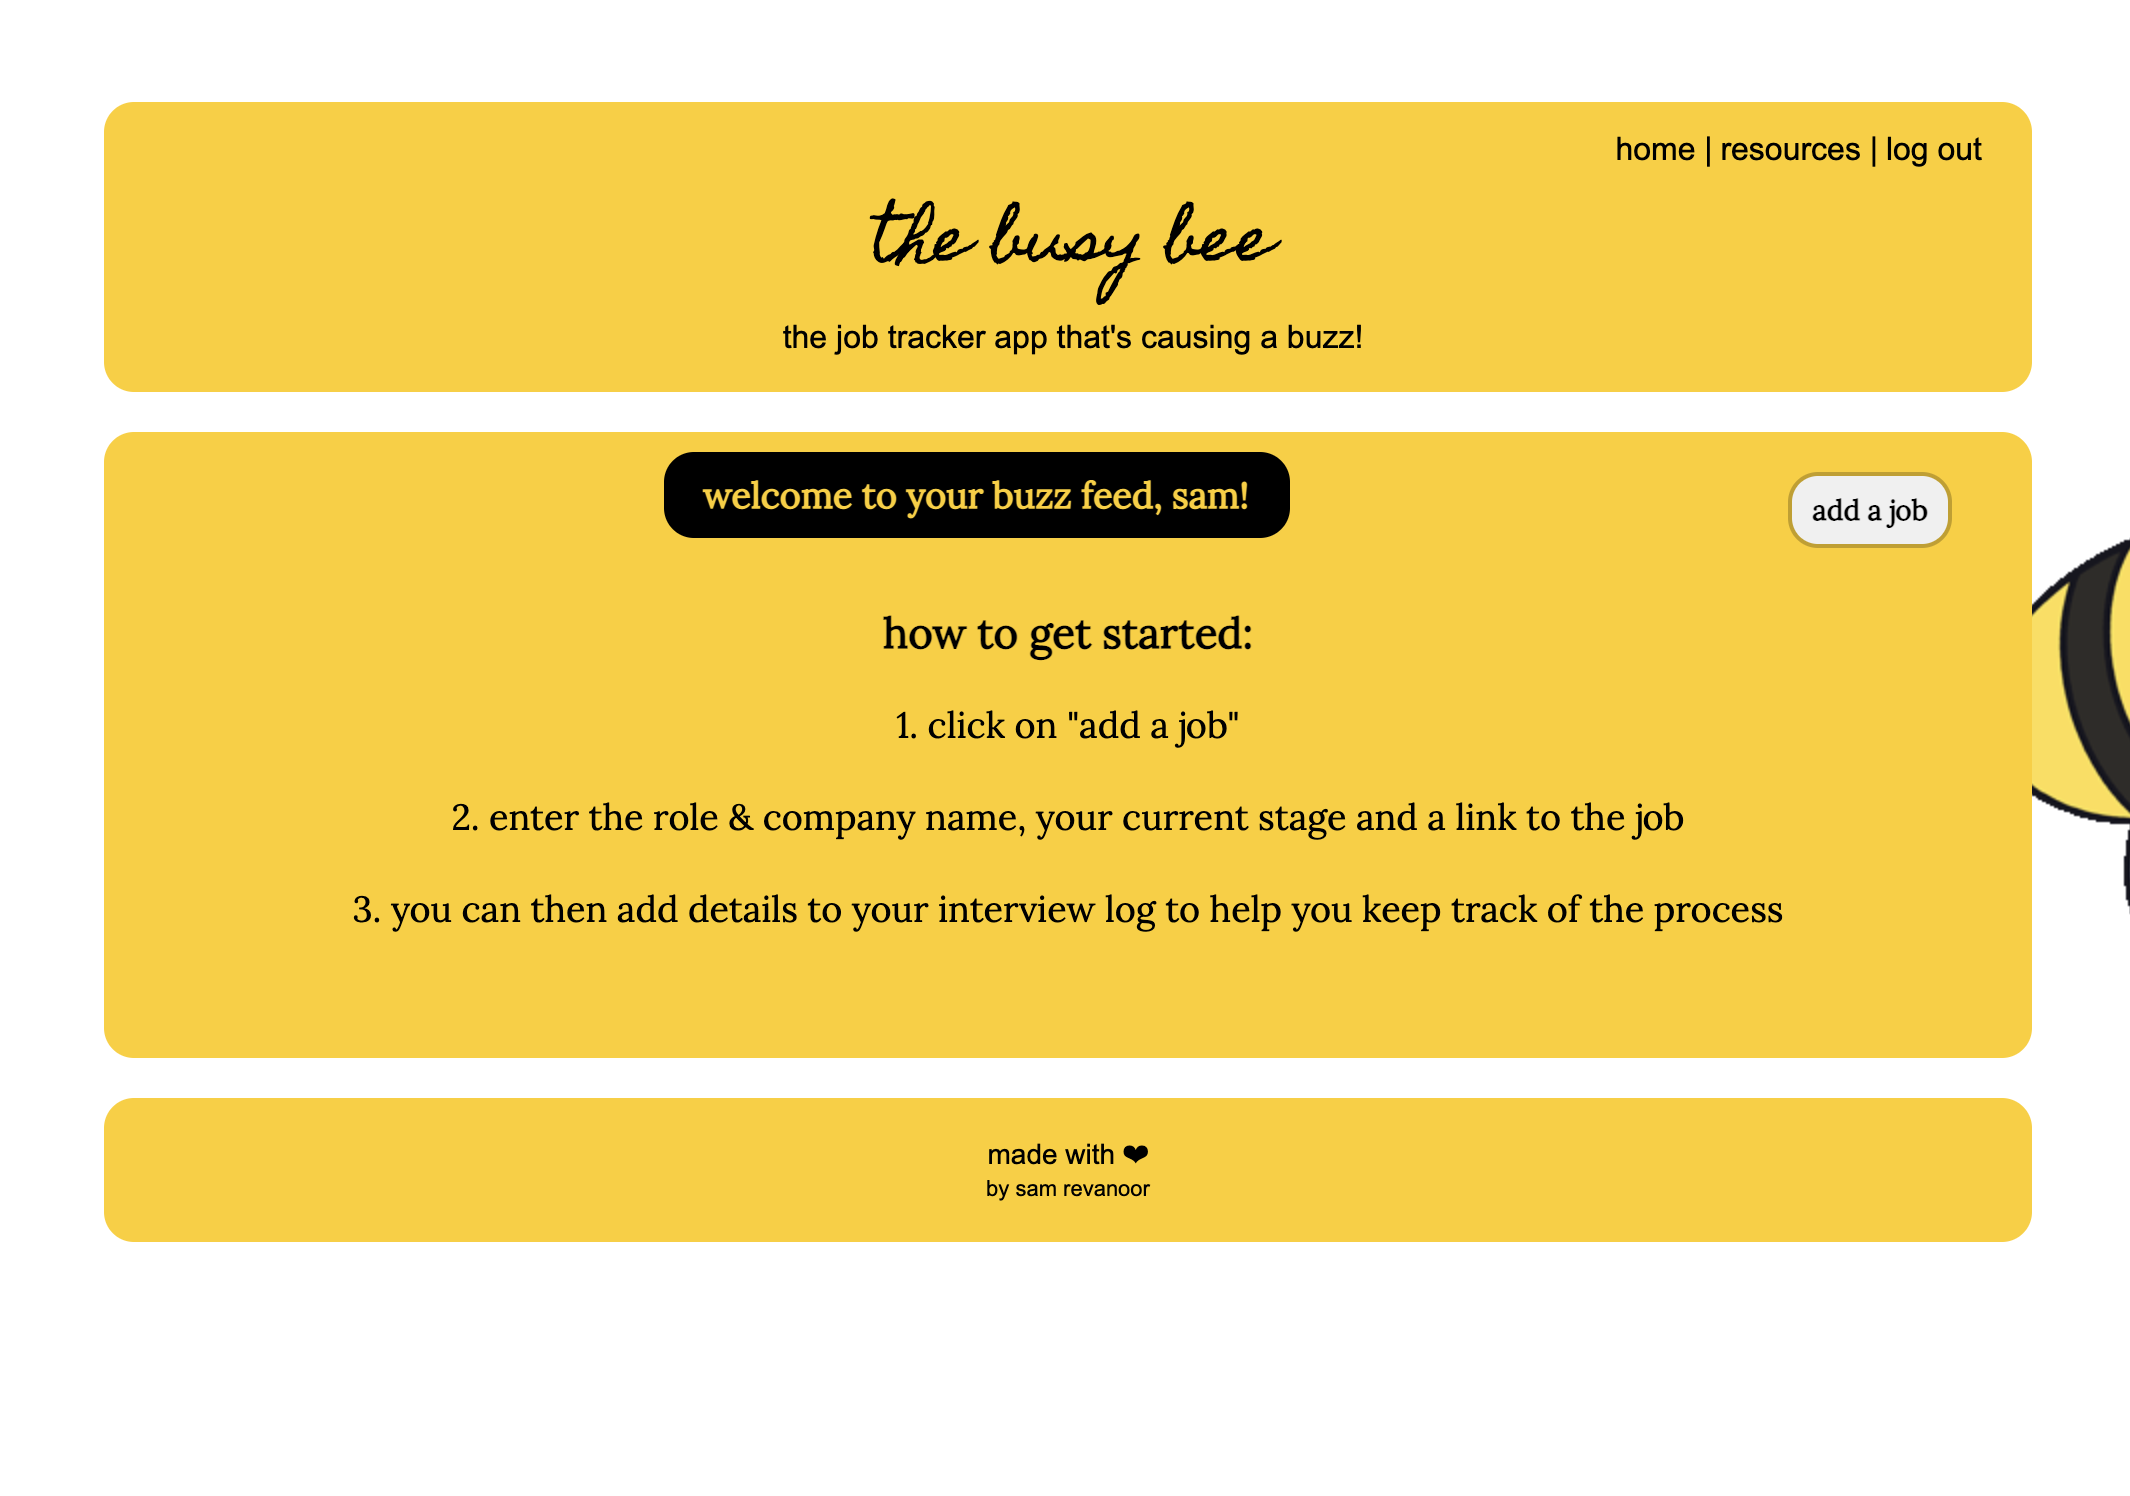 home | resources | log out
the busy bee
the job tracker app that's causing a buzz!
welcome to your buzz feed, sam!
add a job
how to get started:
1. click on "add a job"
2. enter the role & company name, your current stage and a link to the job
3. you can then add details to your interview log to help you keep track of the process
made with ❤
by sam revanoor